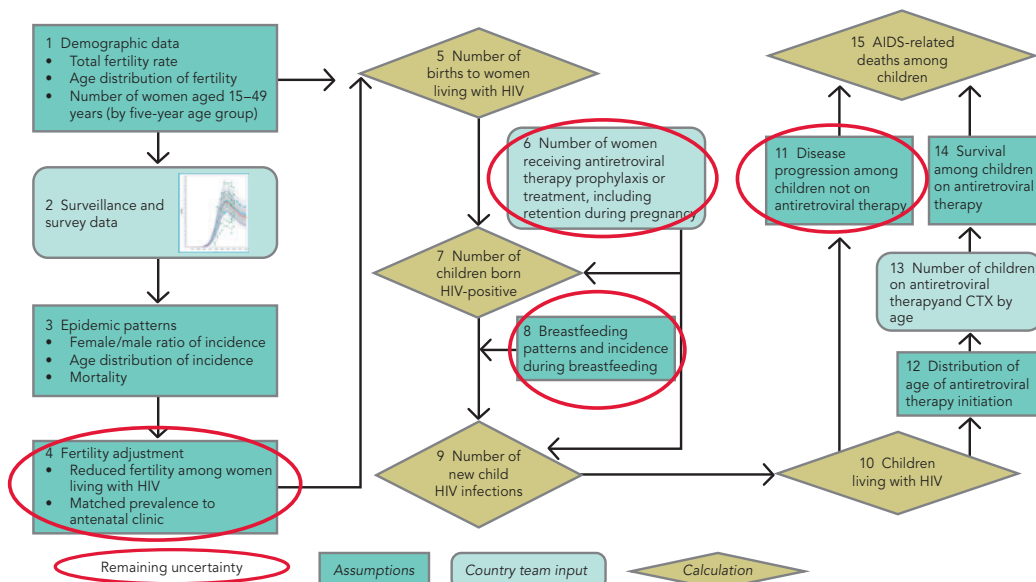 1 Demographic data
• Total fertility rate
• Age distribution of fertility
• Number of women aged 15–49
years (by five-year age group)
2 Surveillance and
survey data
3 Epidemic patterns
• Female/male ratio of incidence
• Age distribution of incidence
• Mortality
4 Fertility adjustment
• Reduced fertility among women
living with HIV
• Matched prevalence to
antenatal clinic
5 Number of
births to women
living with HIV
6 Number of women
receiving antiretroviral
therapy prophylaxis or
treatment, including
retention during pregnancy
7 Number of
children born
HIV-positive
8 Breastfeeding
patterns and incidence
during breastfeeding
9 Number of
new child
HIV infections
10 Children
living with HIV
11 Disease
progression among
children not on
antiretroviral therapy
12 Distribution of
age of antiretroviral
therapy initiation
13 Number of children
on antiretroviral
therapyand CTX by
age
14 Survival
among children
on antiretroviral
therapy
15 AIDS-related
deaths among
children
Remaining uncertainty
Assumptions
Country team input
Calculation